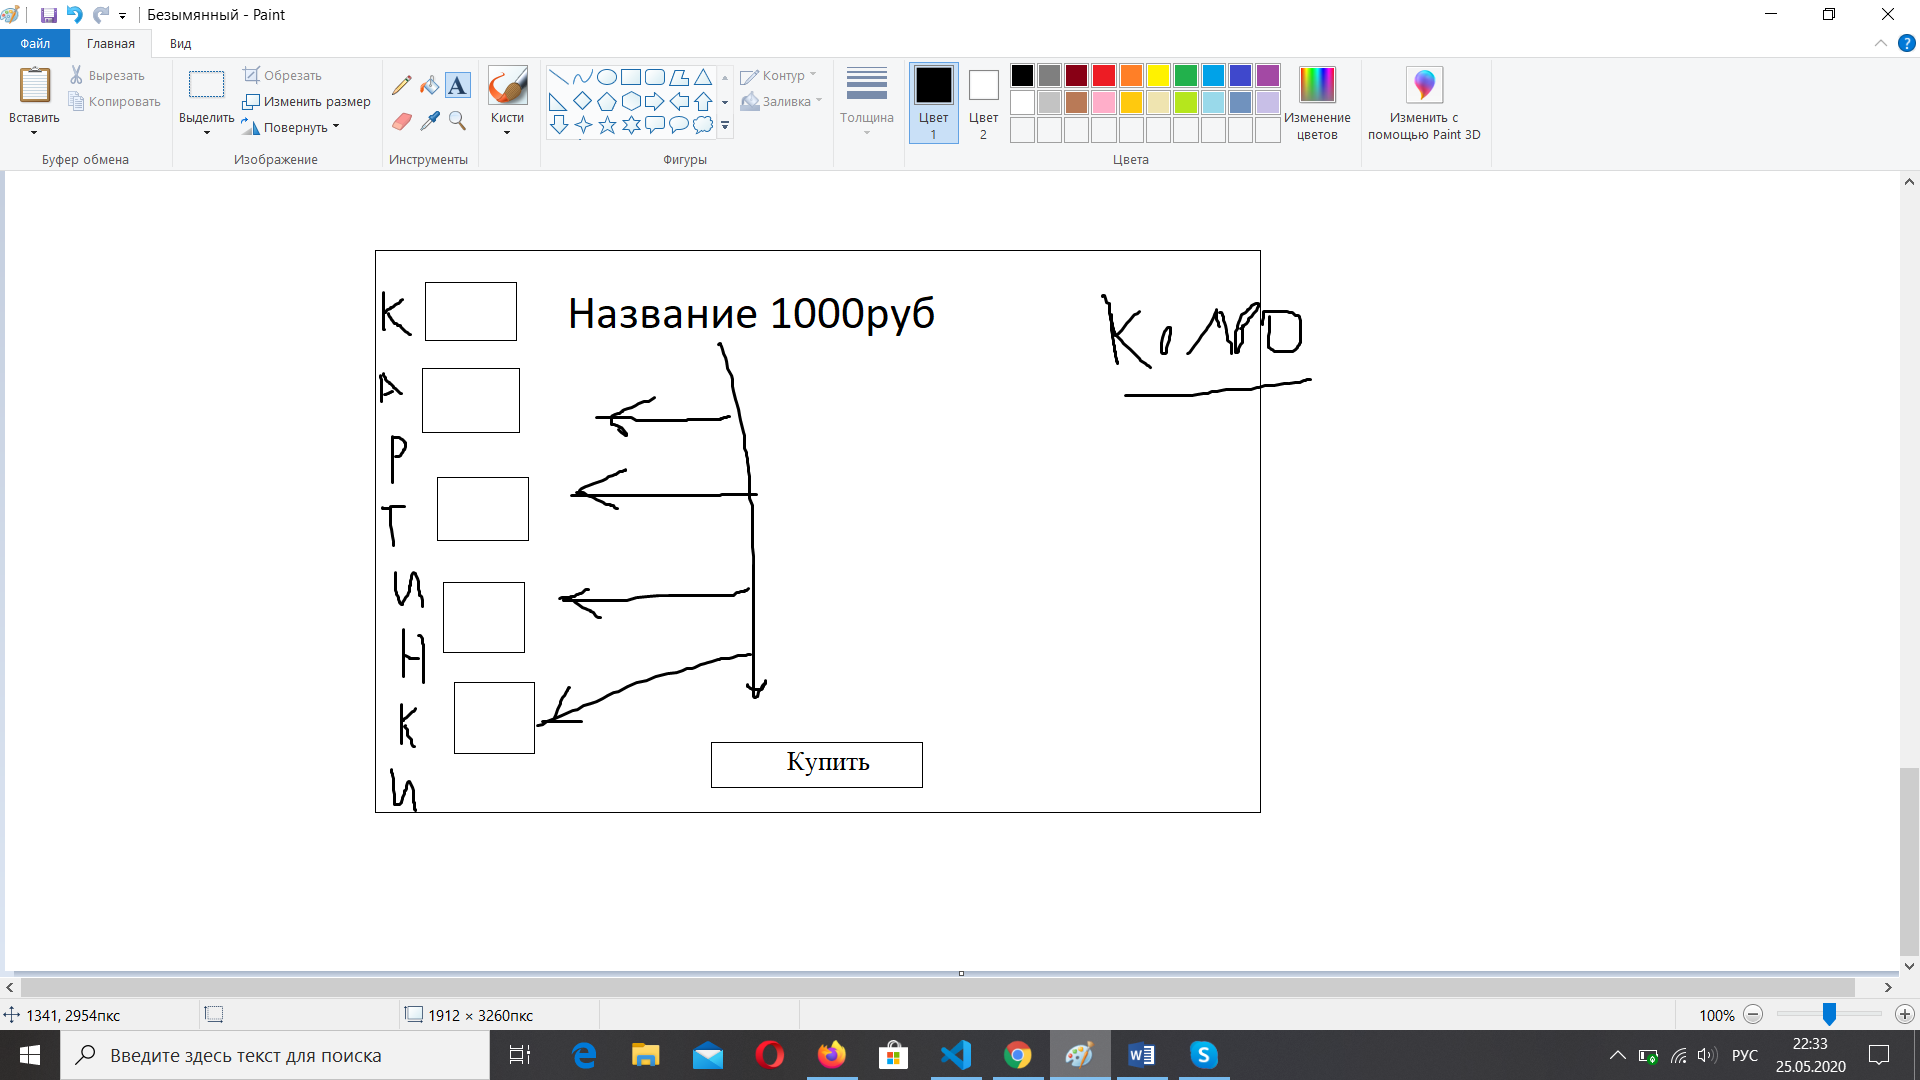 Безымянный - Paint
Файл Главная Вид
Вставить
Вырезать
Копировать
Буфер обмена
Выделить
Обрезать
Изменить размер
Повернуть
Изображение
A
Инструменты
Кисти
Фигуры
Контур
Заливка
Толщина
Цвет 1
Цвет 2
Изменение цветов
Цвета
Изменить с помощью Paint 3D
Название 1000руб
К
А
Р
Т
И
Н
К
И
Купить
1341, 2954пкс
1912 × 3260пкс
100%
Введите здесь текст для поиска
РУС
22:33
25.05.2020